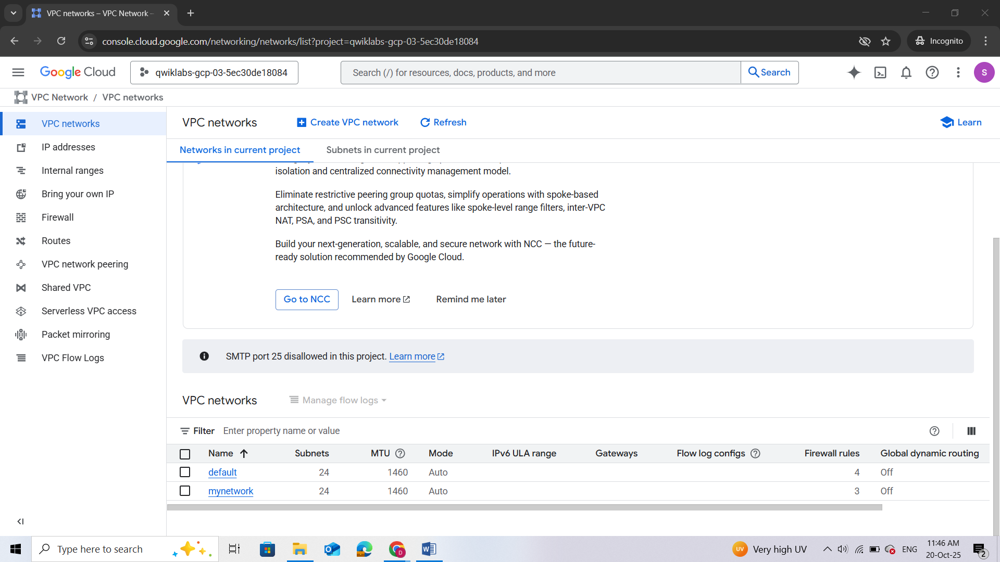 VPC networks – VPC Network –
console.cloud.google.com/networking/networks/list?project=qwiklabs-gcp-03-5ec30de18084
Incognito
Google Cloud
qwiklabs-gcp-03-5ec30de18084
Search (/) for resources, docs, products, and more
Search
S
VPC Network / VPC networks
VPC networks
IP addresses
Internal ranges
Bring your own IP
Firewall
Routes
VPC network peering
Shared VPC
Serverless VPC access
Packet mirroring
VPC Flow Logs
VPC networks
Create VPC network
Refresh
Learn
Networks in current project
Subnets in current project
isolation and centralized connectivity management model.
Eliminate restrictive peering group quotas, simplify operations with spoke-based
architecture, and unlock advanced features like spoke-level range filters, inter-VPC
NAT, PSA, and PSC transitivity.
Build your next-generation, scalable, and secure network with NCC — the future-
ready solution recommended by Google Cloud.
Go to NCC
Learn more
Remind me later
SMTP port 25 disallowed in this project. Learn more
VPC networks
Manage flow logs
Filter Enter property name or value
Name Subnets MTU Mode IPv6 ULA range Gateways Flow log configs Firewall rules Global dynamic routing
default 24 1460 Auto 4 Off
mynetwork 24 1460 Auto 3 Off
Type here to search
UV
Very high UV
ENG
11:46 AM
20-Oct-25
2